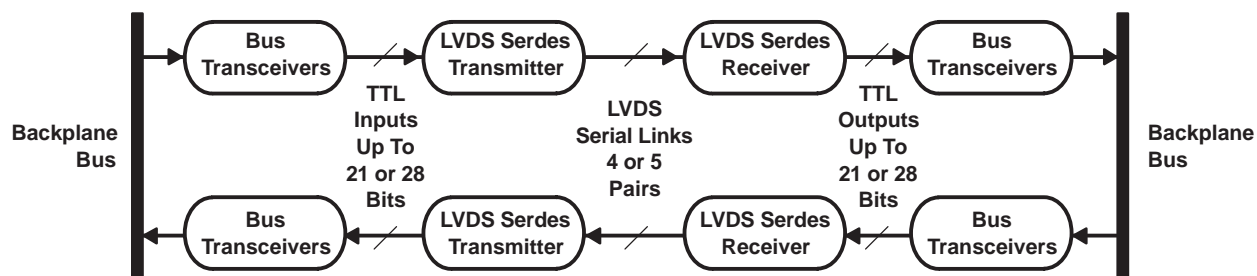 Bus
Transceivers
LVDS Serdes
Transmitter
LVDS Serdes
Receiver
Bus
Transceivers
TTL
Inputs
Up To
21 or 28
Bits
LVDS
Serial Links
4 or 5
Pairs
TTL
Outputs
Up To
21 or 28
Bits
Backplane
Bus
Backplane
Bus
Bus
Transceivers
LVDS Serdes
Transmitter
LVDS Serdes
Receiver
Bus
Transceivers